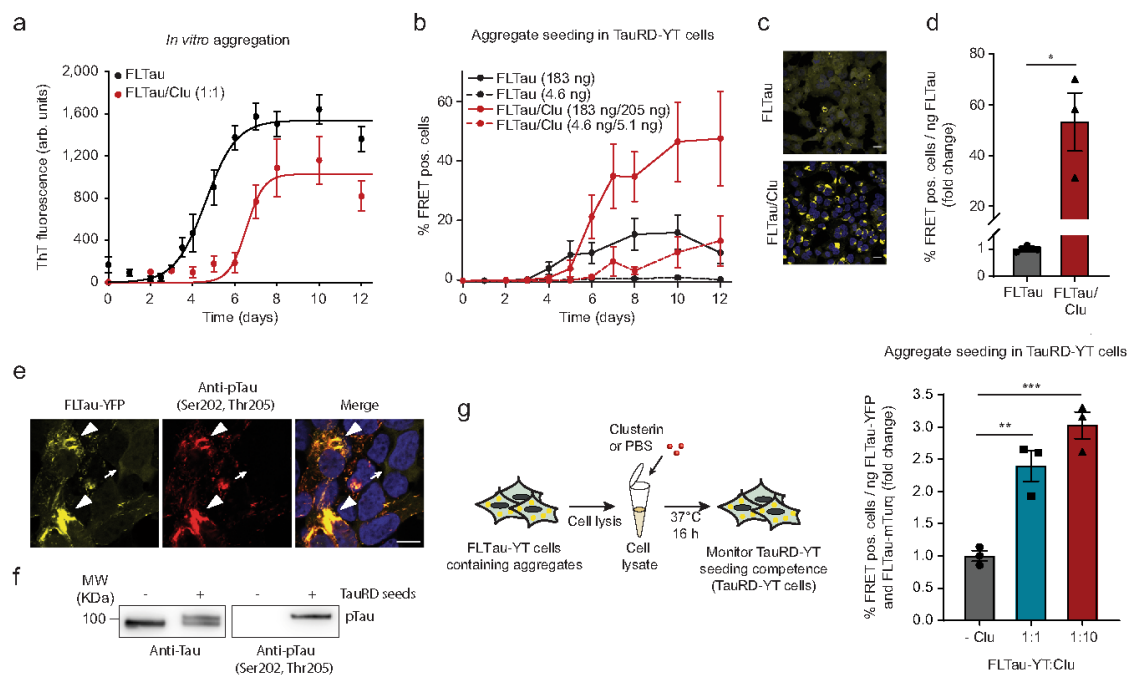 a
In vitro aggregation
ThT fluorescence (arb. units)
2,000
1,600
1,200
800
400
0
FLTau
FLTau/Clu (1:1)
0 2 4 6 8 10 12
Time (days)
b
Aggregate seeding in TauRD-YT cells
% FRET pos. cells
60
40
20
0
FLTau (183 ng)
FLTau (4.6 ng)
FLTau/Clu (183 ng/205 ng)
FLTau/Clu (4.6 ng/5.1 ng)
0 2 3 4 5 6 7 8 10 12
Time (days)
c
FLTau
FLTau/Clu
d
% FRET pos. cells / ng FLTau
(fold change)
80
60
40
20
1
0
*
FLTau
FLTau/
Clu
e
FLTau-YFP
Anti-pTau
(Ser202, Thr205)
Merge
f
MW
(KDa)
100
- +
- +
TauRD seeds
pTau
Anti-Tau
Anti-pTau
(Ser202, Thr205)
g
Clusterin
or PBS
Cell lysis
37°C
16 h
FLTau-YT cells
containing aggregates
Cell
lysate
Monitor TauRD-YT
seeding competence
(TauRD-YT cells)
Aggregate seeding in TauRD-YT cells
% FRET pos. cells / ng FLTau-YFP
and FLTau-mTurq (fold change)
3.5
3.0
2.5
2.0
1.5
1.0
0.5
0.0
***
**
- Clu 1:1 1:10
FLTau-YT:Clu